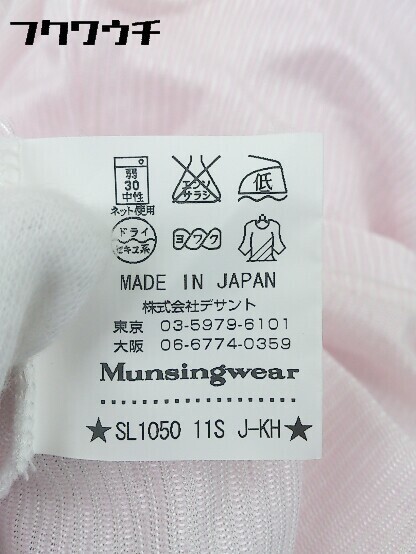 フクワウチ
弱
30
中性
エンソ
サラシ
低
ネット使用
ドライ
セキユ系
ヨワク
MADE IN JAPAN
株式会社デサント
東京 03-5979-6101
大阪 06-6774-0359
Munsingwear
★SL1050 11S J-KH★